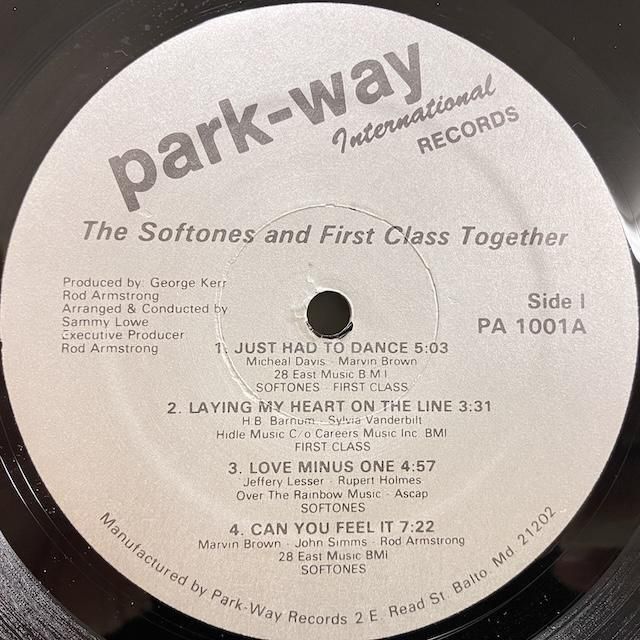 park-way
International
RECORDS
The Softones and First Class Together
Produced by: George Kerr
Rod Armstrong
Arranged & Conducted by
Sammy Lowe
Executive Producer
Rod Armstrong
Side I
PA 1001A
1. JUST HAD TO DANCE 5:03
Micheal Davis - Marvin Brown
28 East Music B M I
SOFTONES - FIRST CLASS
2. LAYING MY HEART ON THE LINE 3:31
H.B. Barnum - Sylvia Vanderbilt
Hidle Music C/o Careers Music Inc. BMI
FIRST CLASS
3. LOVE MINUS ONE 4:57
Jeffery Lesser - Rupert Holmes
Over The Rainbow Music - Ascap
SOFTONES
4. CAN YOU FEEL IT 7:22
Marvin Brown - John Simms - Rod Armstrong
28 East Music BMI
SOFTONES
Manufactured by Park-Way Records 2 E. Read St. Balto. Md. 21202